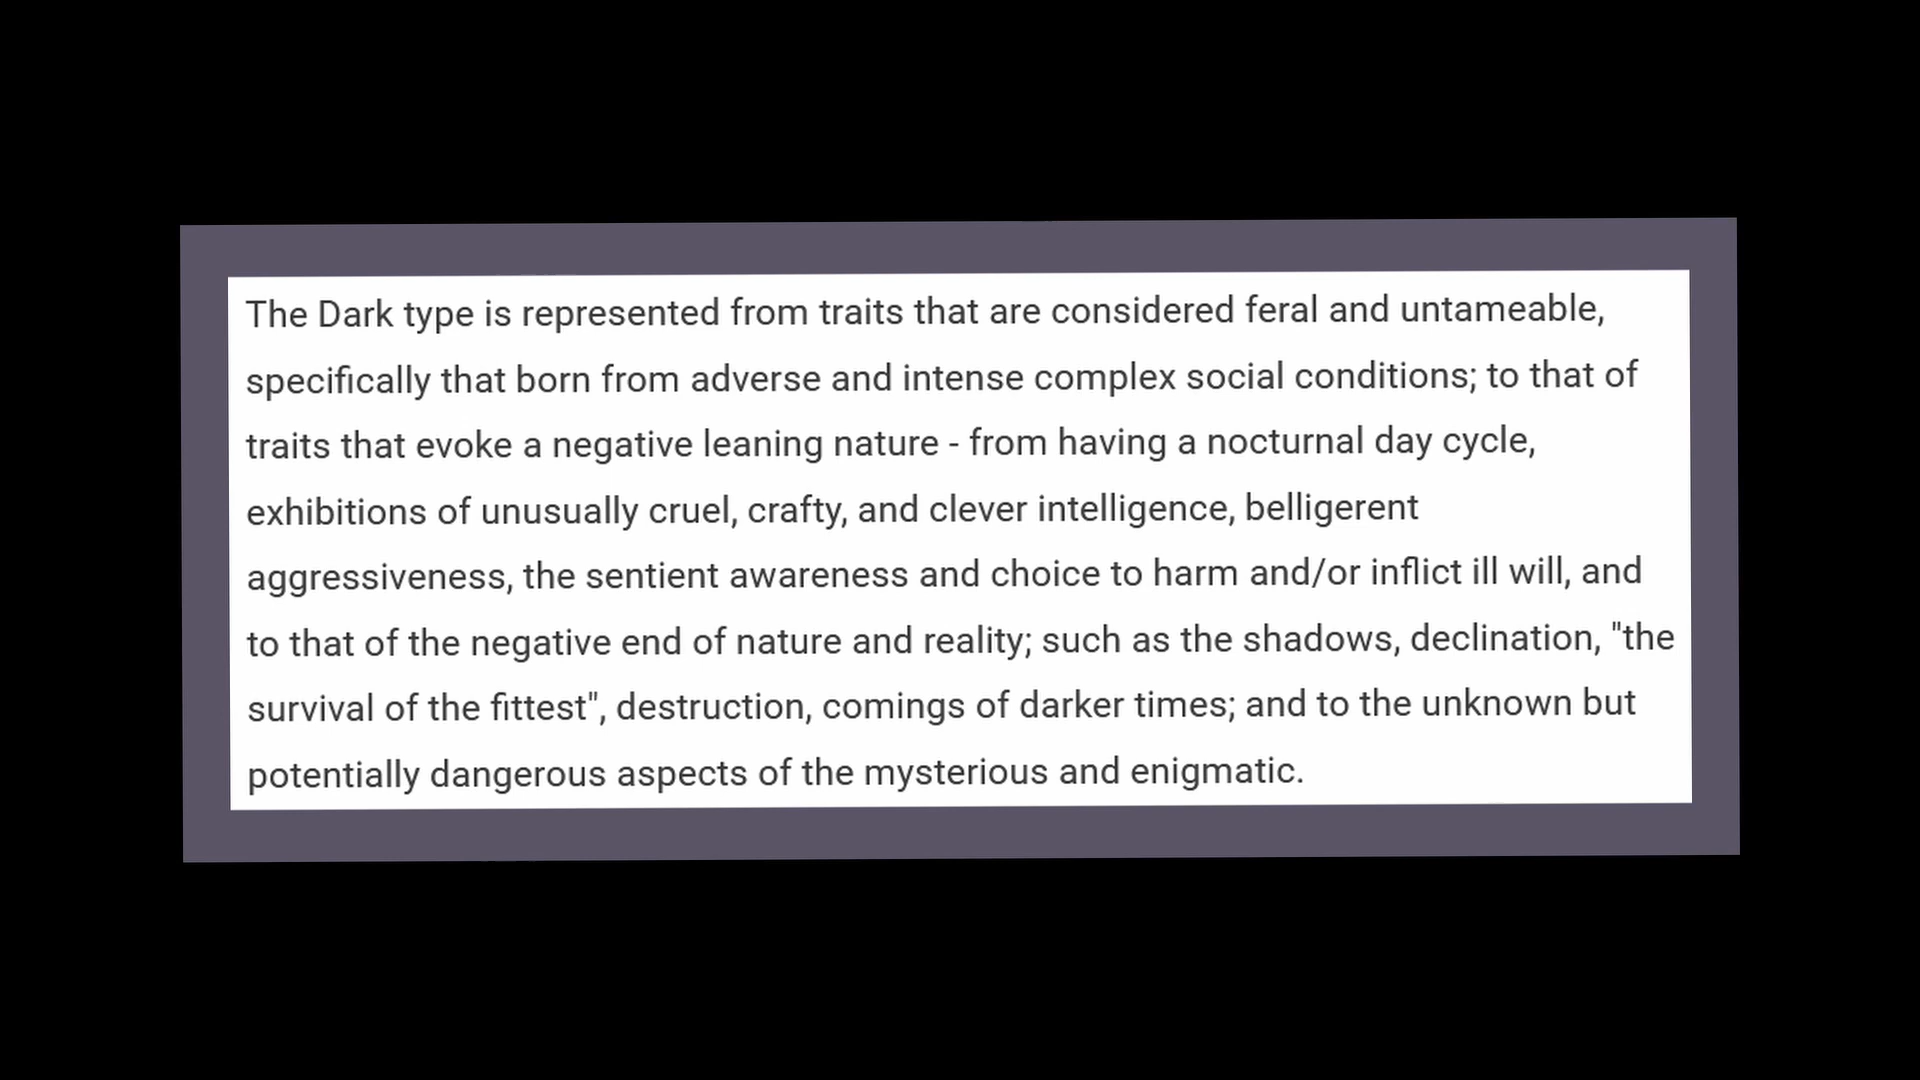 The Dark type is represented from traits that are considered feral and untameable,
specifically that born from adverse and intense complex social conditions; to that of
traits that evoke a negative leaning nature - from having a nocturnal day cycle,
exhibitions of unusually cruel, crafty, and clever intelligence, belligerent
aggressiveness, the sentient awareness and choice to harm and/or inflict ill will, and
to that of the negative end of nature and reality; such as the shadows, declination, "the
survival of the fittest", destruction, comings of darker times; and to the unknown but
potentially dangerous aspects of the mysterious and enigmatic.